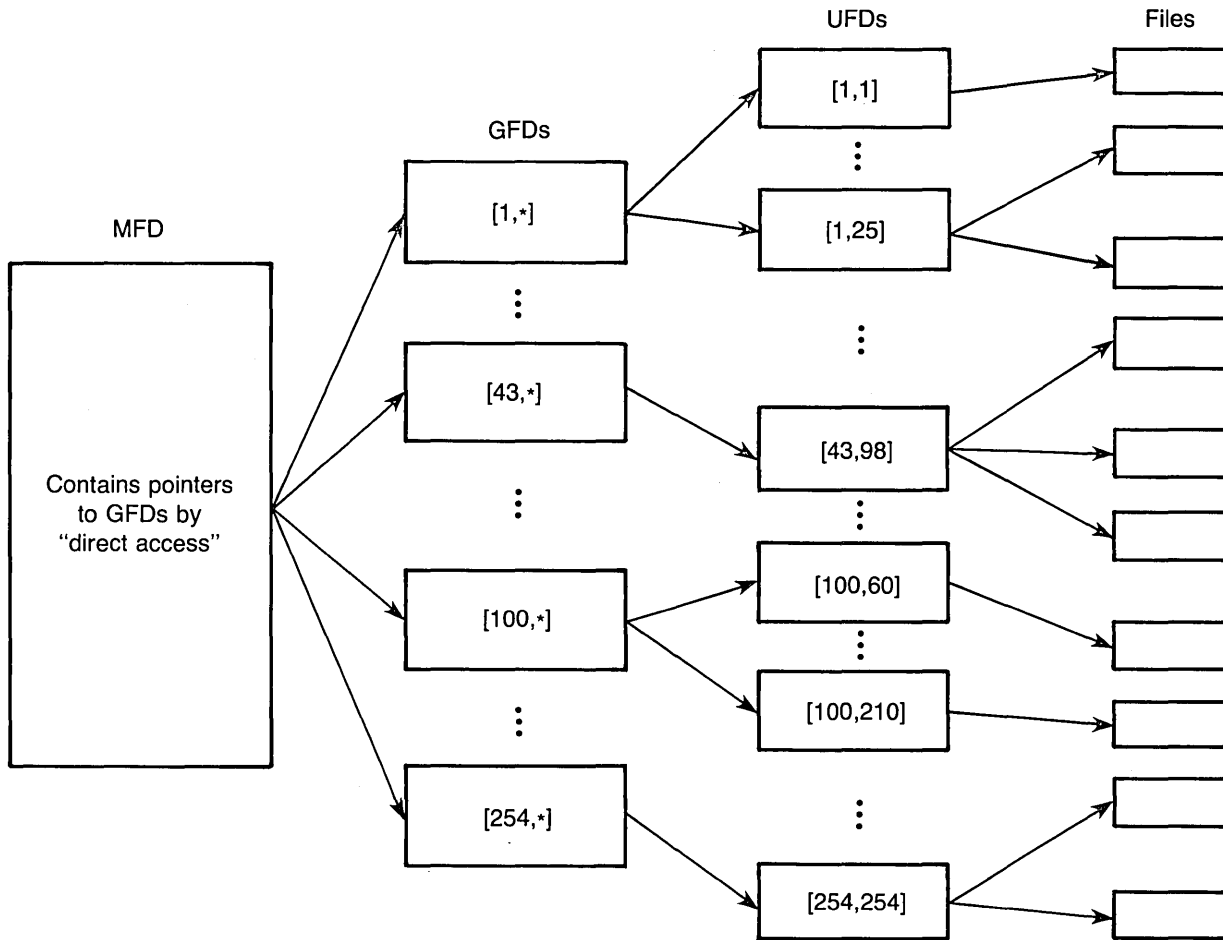 MFD
Contains pointers
to GFDs by
"direct access"
GFDs
[1,*]
[43,*]
[100,*]
[254,*]
UFDs
[1,1]
[1,25]
[43,98]
[100,60]
[100,210]
[254,254]
Files